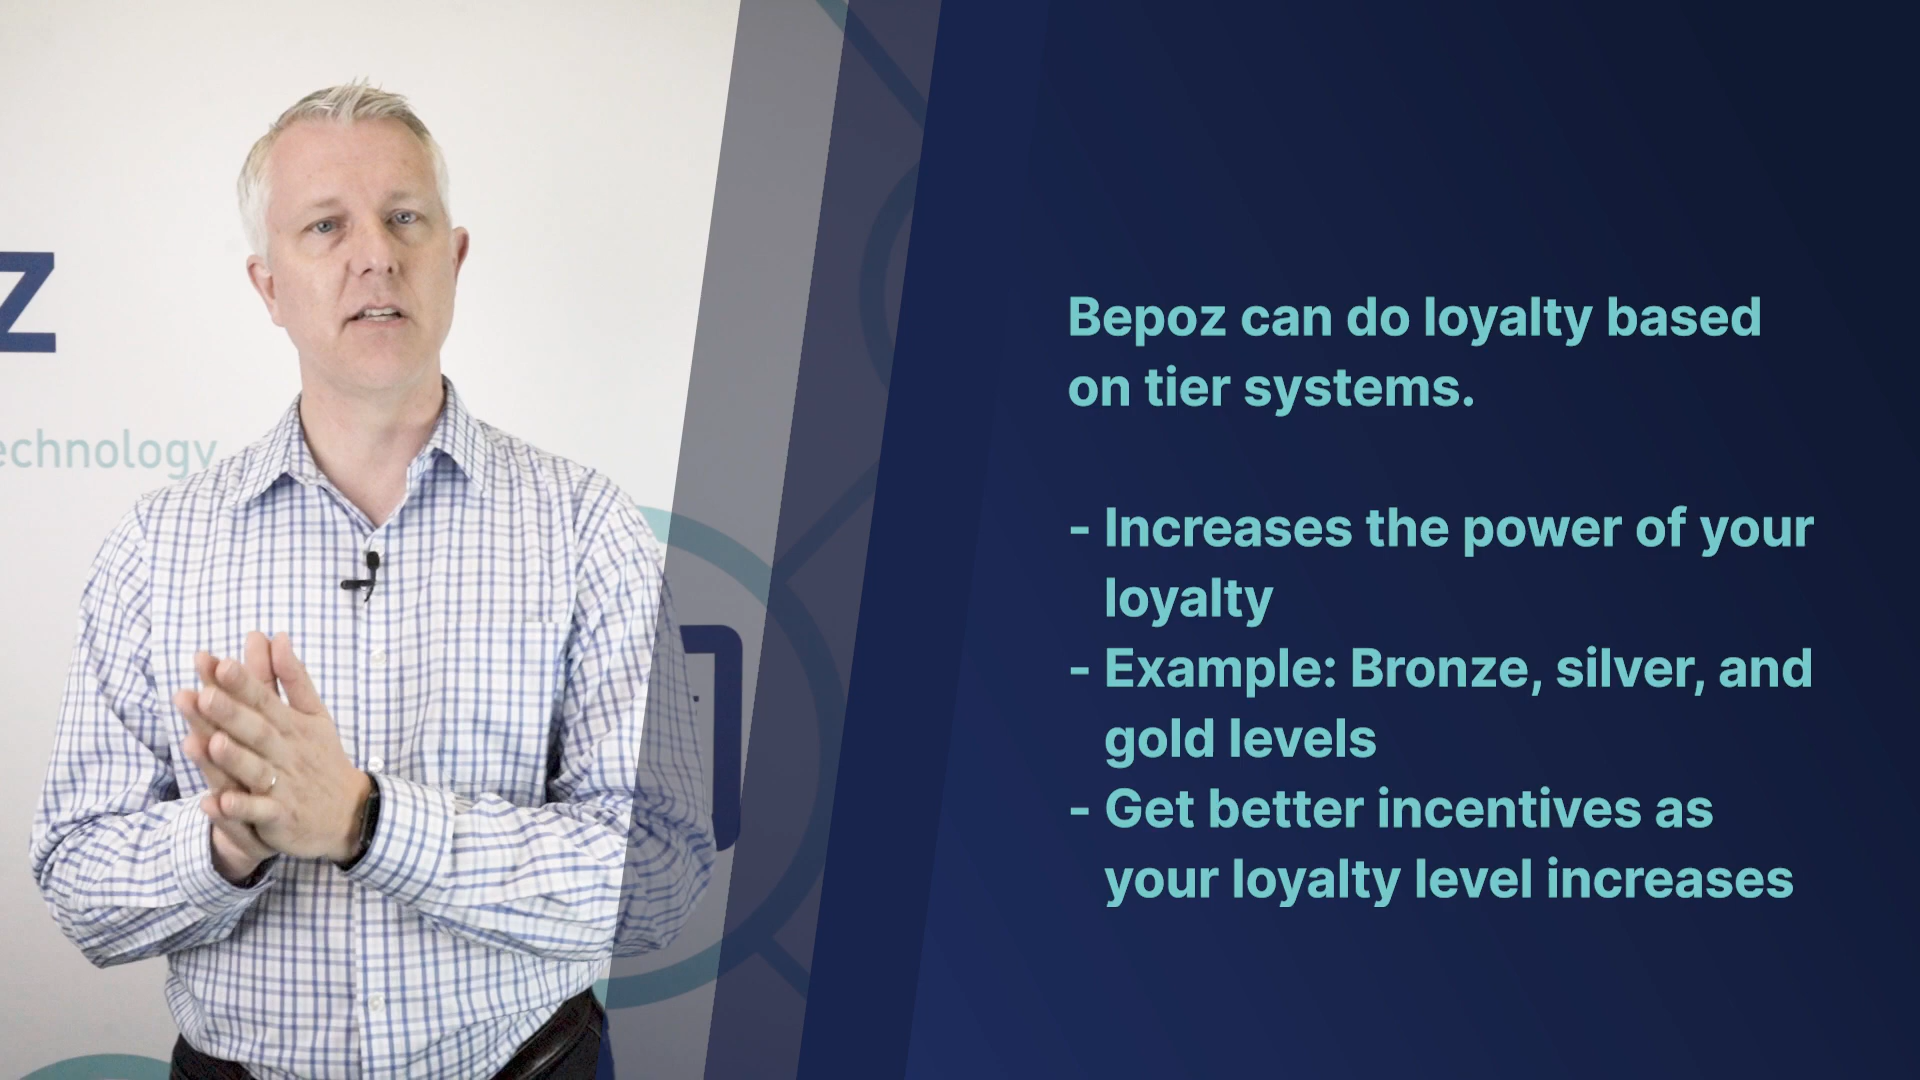 z
echnology
Bepoz can do loyalty based
on tier systems.
- Increases the power of your
loyalty
- Example: Bronze, silver, and
gold levels
- Get better incentives as
your loyalty level increases